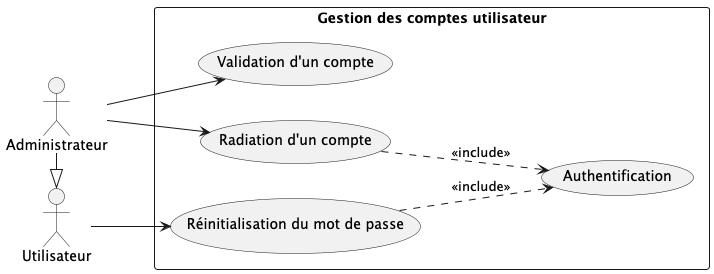 Gestion des comptes utilisateur
Validation d'un compte
Administrateur
Radiation d'un compte
«include»
Authentification
«include»
Réinitialisation du mot de passe
Utilisateur